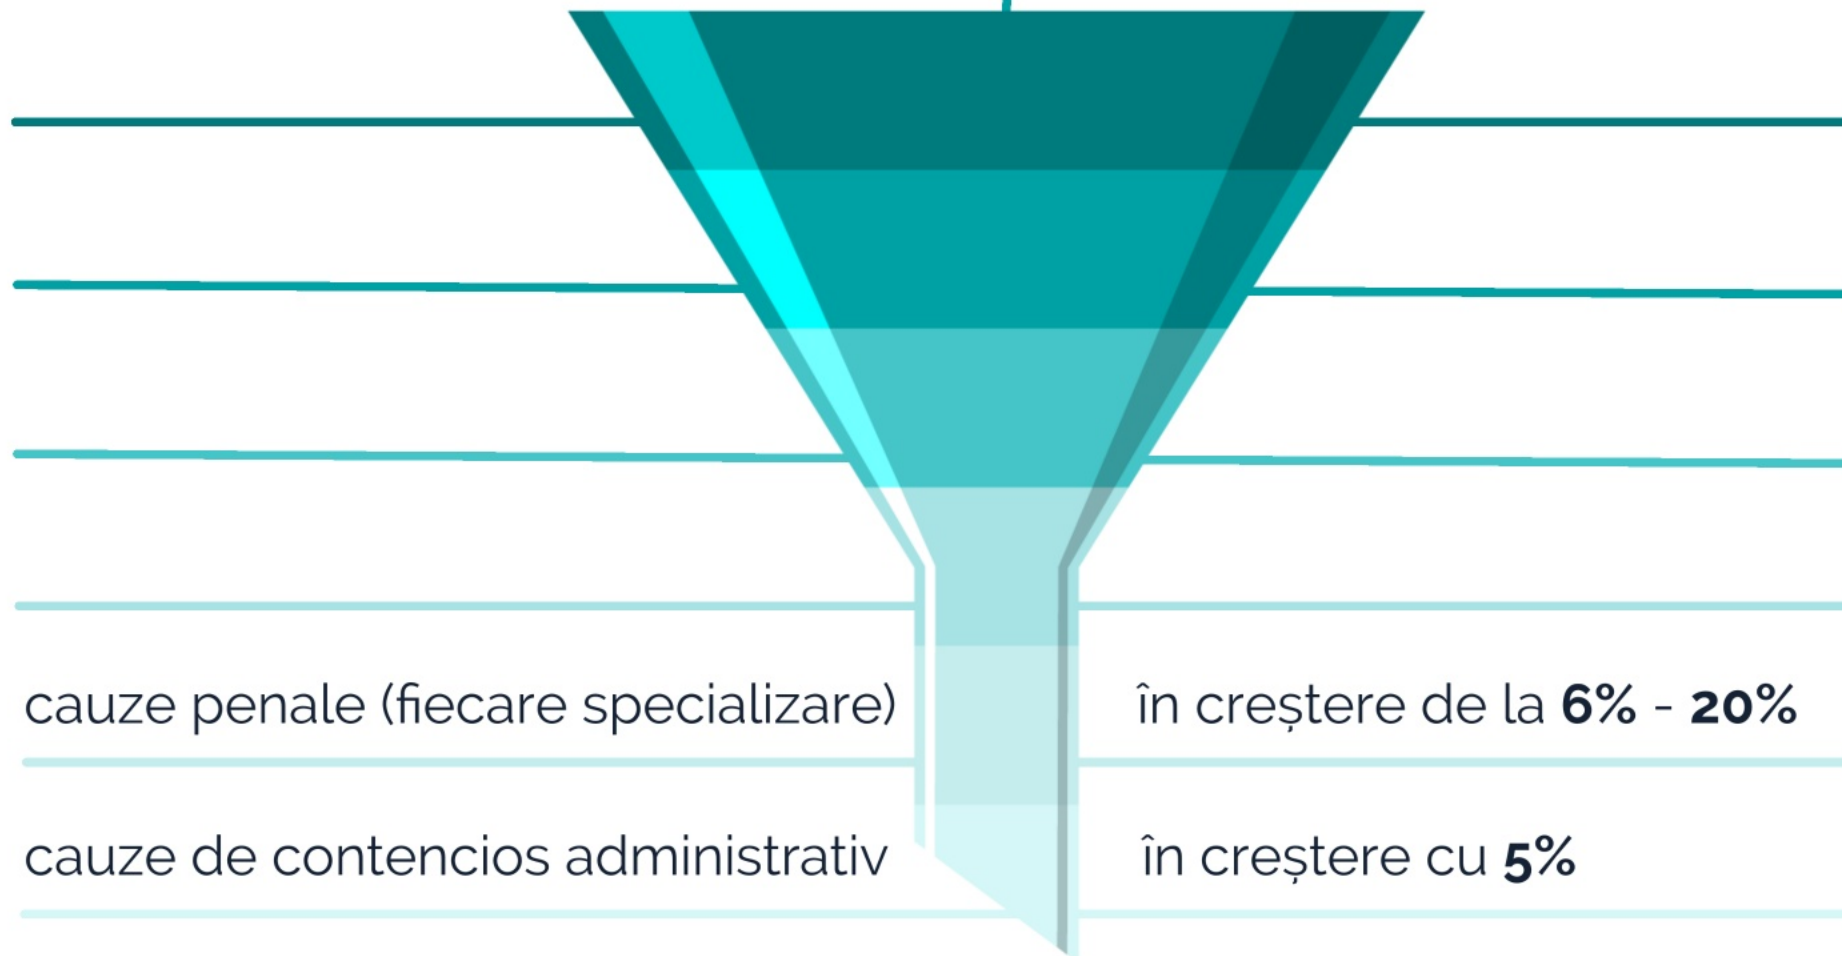 cauze penale (fiecare specializare) în creștere de la 6% - 20%
cauze de contencios administrativ în creștere cu 5%